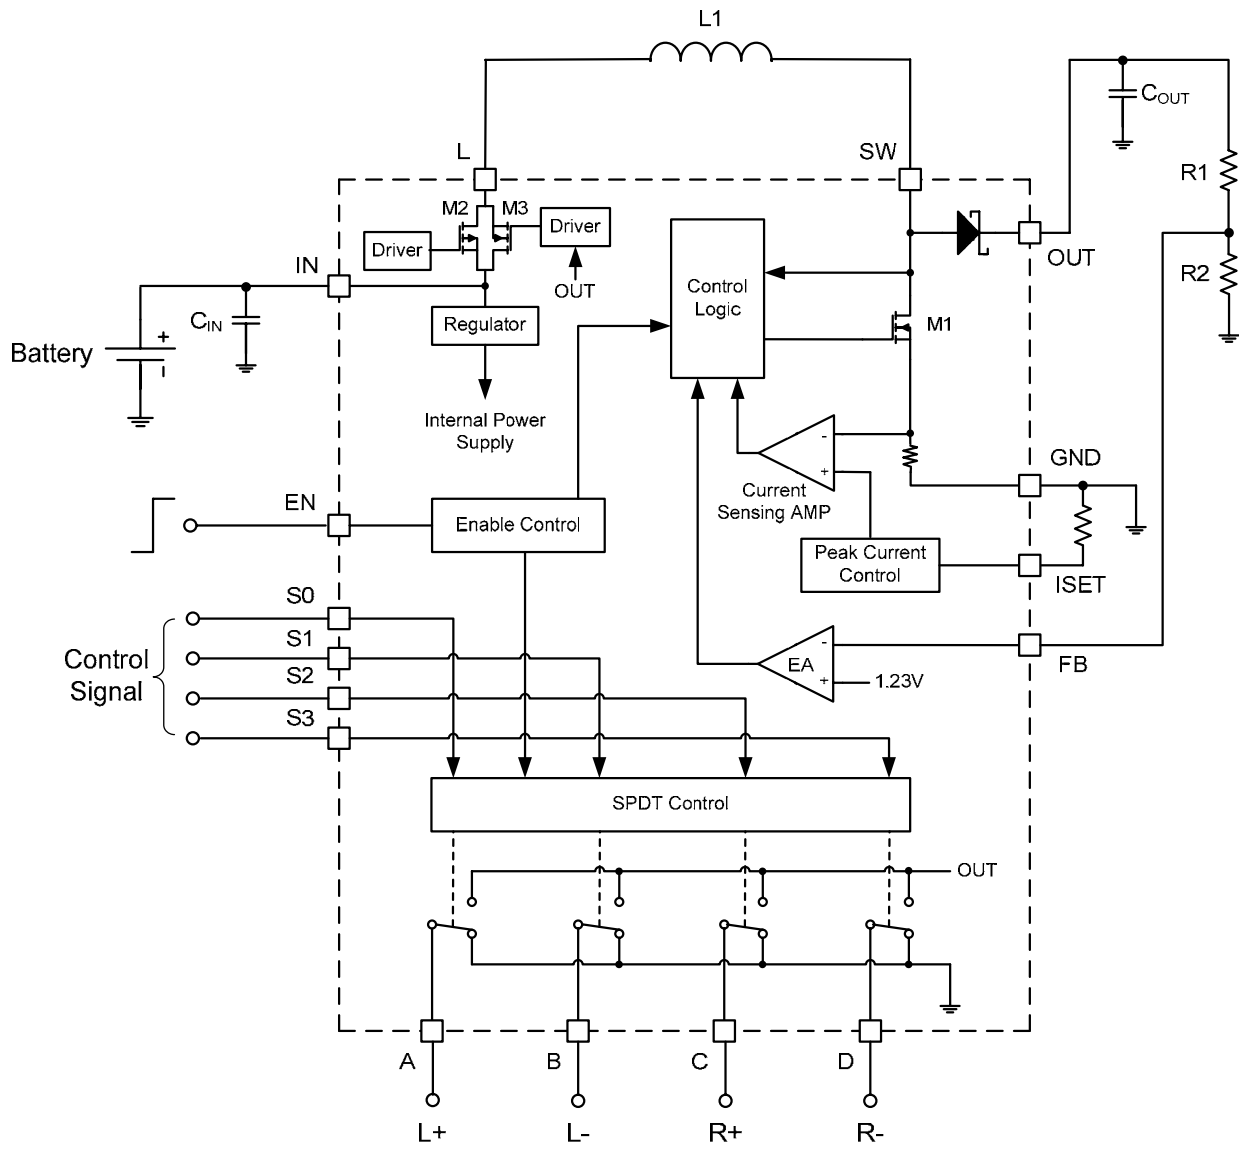 L1
L
SW
C_OUT
R1
M2
M3
Driver
Driver
OUT
OUT
R2
IN
C_IN
Control
Logic
M1
Regulator
Battery
+
-
Internal Power
Supply
-
+
Current
Sensing AMP
GND
EN
Enable Control
Peak Current
Control
ISET
S0
S1
S2
S3
Control
Signal
-
EA
+
1.23V
FB
SPDT Control
OUT
A
B
C
D
L+
L-
R+
R-